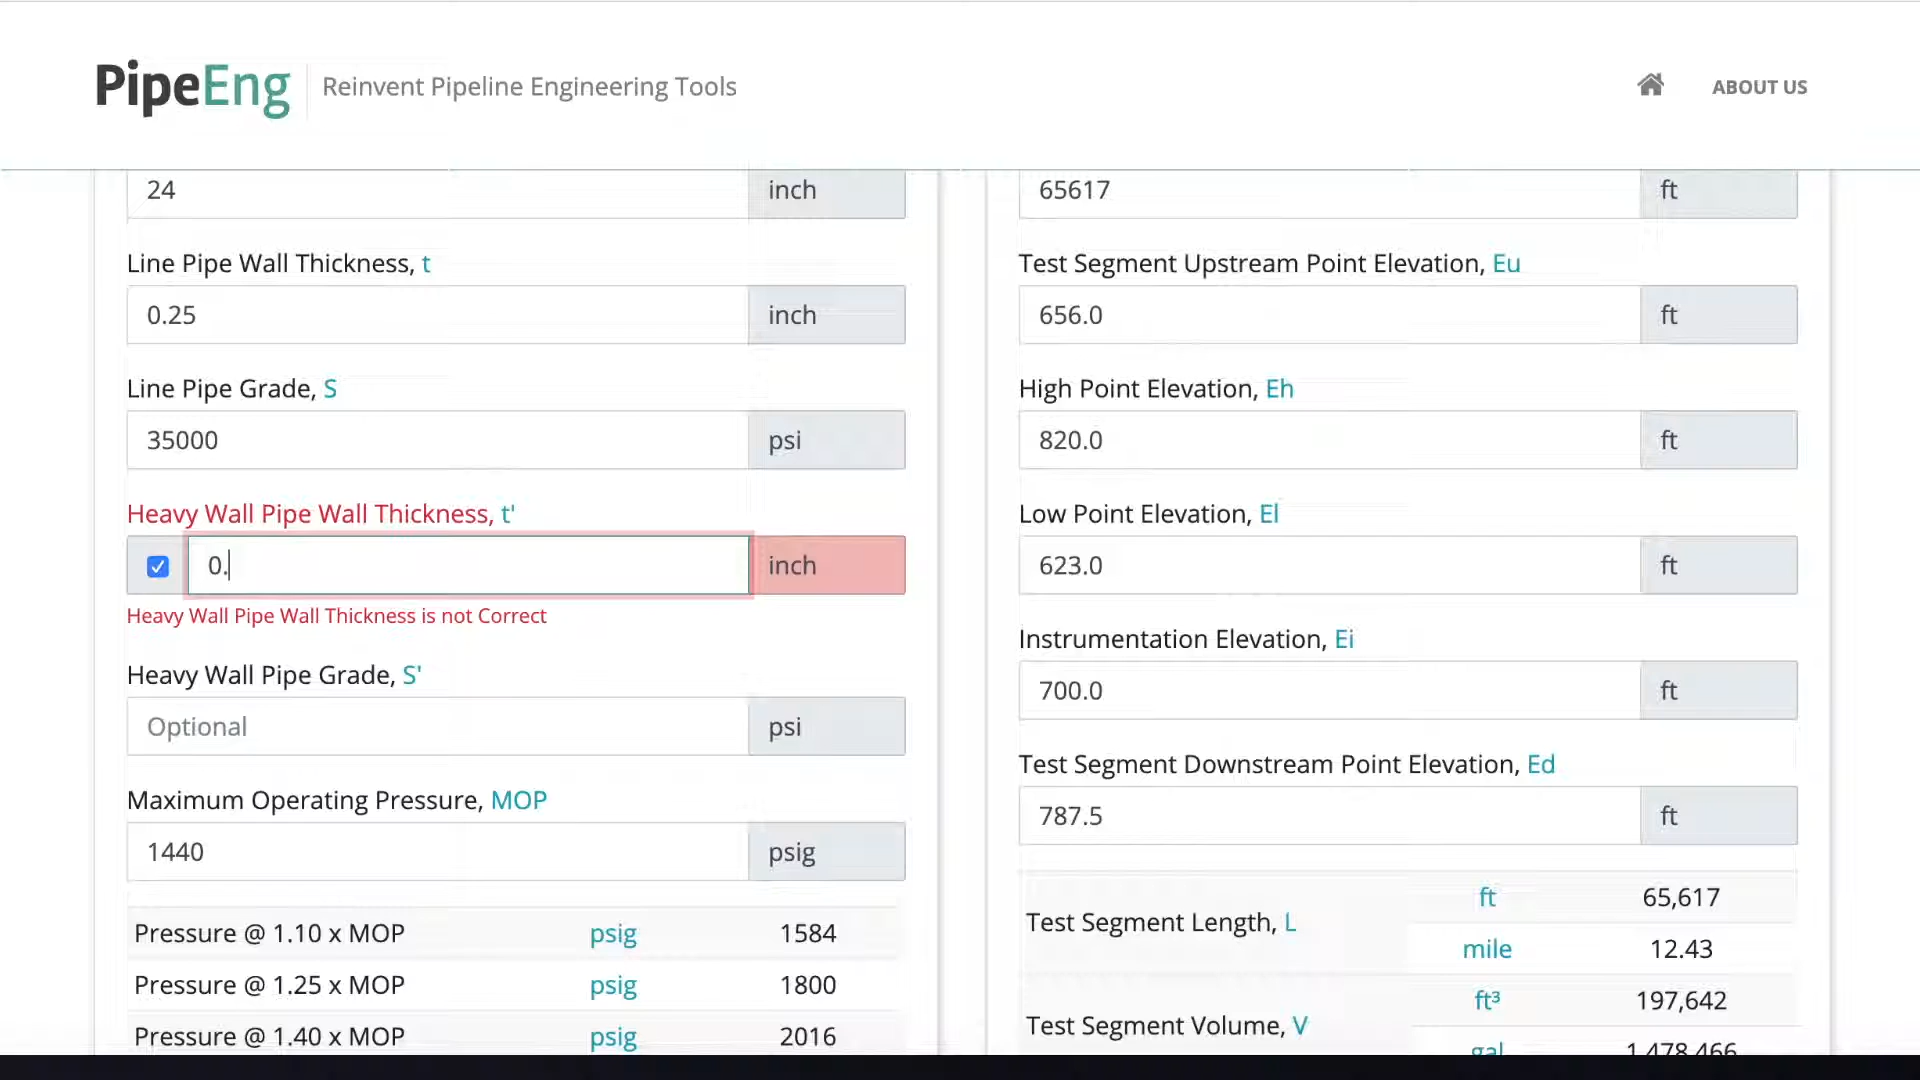 PipeEng Reinvent Pipeline Engineering Tools
ABOUT US
24 inch
Line Pipe Wall Thickness, t
0.25 inch
Line Pipe Grade, S
35000 psi
Heavy Wall Pipe Wall Thickness, t'
0. inch
Heavy Wall Pipe Wall Thickness is not Correct
Heavy Wall Pipe Grade, S'
Optional psi
Maximum Operating Pressure, MOP
1440 psig
Pressure @ 1.10 x MOP psig 1584
Pressure @ 1.25 x MOP psig 1800
Pressure @ 1.40 x MOP psig 2016
65617 ft
Test Segment Upstream Point Elevation, Eu
656.0 ft
High Point Elevation, Eh
820.0 ft
Low Point Elevation, El
623.0 ft
Instrumentation Elevation, Ei
700.0 ft
Test Segment Downstream Point Elevation, Ed
787.5 ft
Test Segment Length, L
ft 65,617
mile 12.43
Test Segment Volume, V
ft³ 197,642
gal 1,478,466